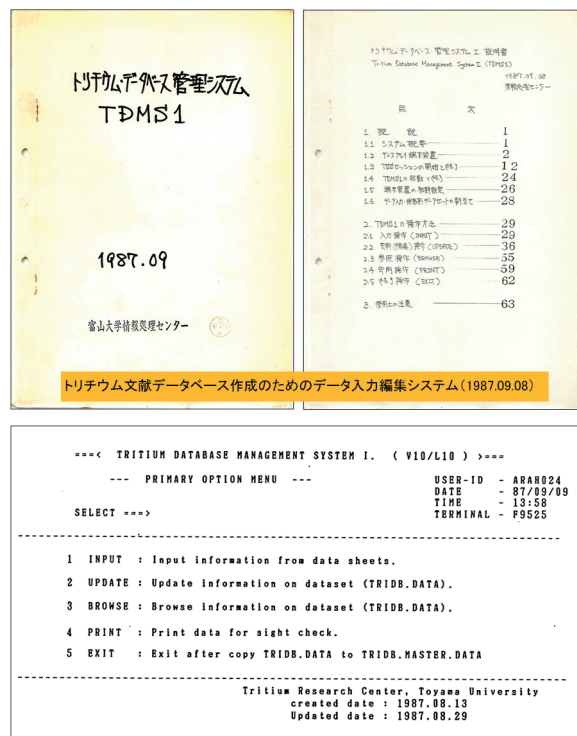 トリチウム・データベース管理システム
TDMS1
1987.09
富山大学情報処理センター
トリチウム・データベース 管理システム I 説明書
Tritium Database Management System I (TDMS1)
1987.09.08
情報処理センター
目 次
1. 概 説 1
1.1 システム概要 1
1.2 ディスプレイ端末装置 2
1.3 TSSセッションの開始と終了 12
1.4 TDMS1の起動と終了 24
1.5 端末装置の初期設定 26
1.6 データ入力・編集用データセットの割当て 28
2. TDMS1の操作方法 29
2.1 入力操作 (INPUT) 29
2.2 更新(編集)操作 (UPDATE) 36
2.3 参照操作 (BROWSE) 55
2.4 印刷操作 (PRINT) 59
2.5 終了操作 (EXIT) 62
3. 使用上の注意 63
トリチウム文献データベース作成のためのデータ入力編集システム(1987.09.08)
===< TRITIUM DATABASE MANAGEMENT SYSTEM I. ( V10/L10 ) >===
--- PRIMARY OPTION MENU --- USER-ID - ARAH024
DATE - 87/09/09
TIME - 13:58
SELECT ===> TERMINAL - F9525
1 INPUT : Input information from data sheets.
2 UPDATE : Update information on dataset (TRIDB.DATA).
3 BROWSE : Browse information on dataset (TRIDB.DATA).
4 PRINT : Print data for sight check.
5 EXIT : Exit after copy TRIDB.DATA to TRIDB.MASTER.DATA
Tritium Research Center, Toyama University
created date : 1987.08.13
Updated date : 1987.08.29